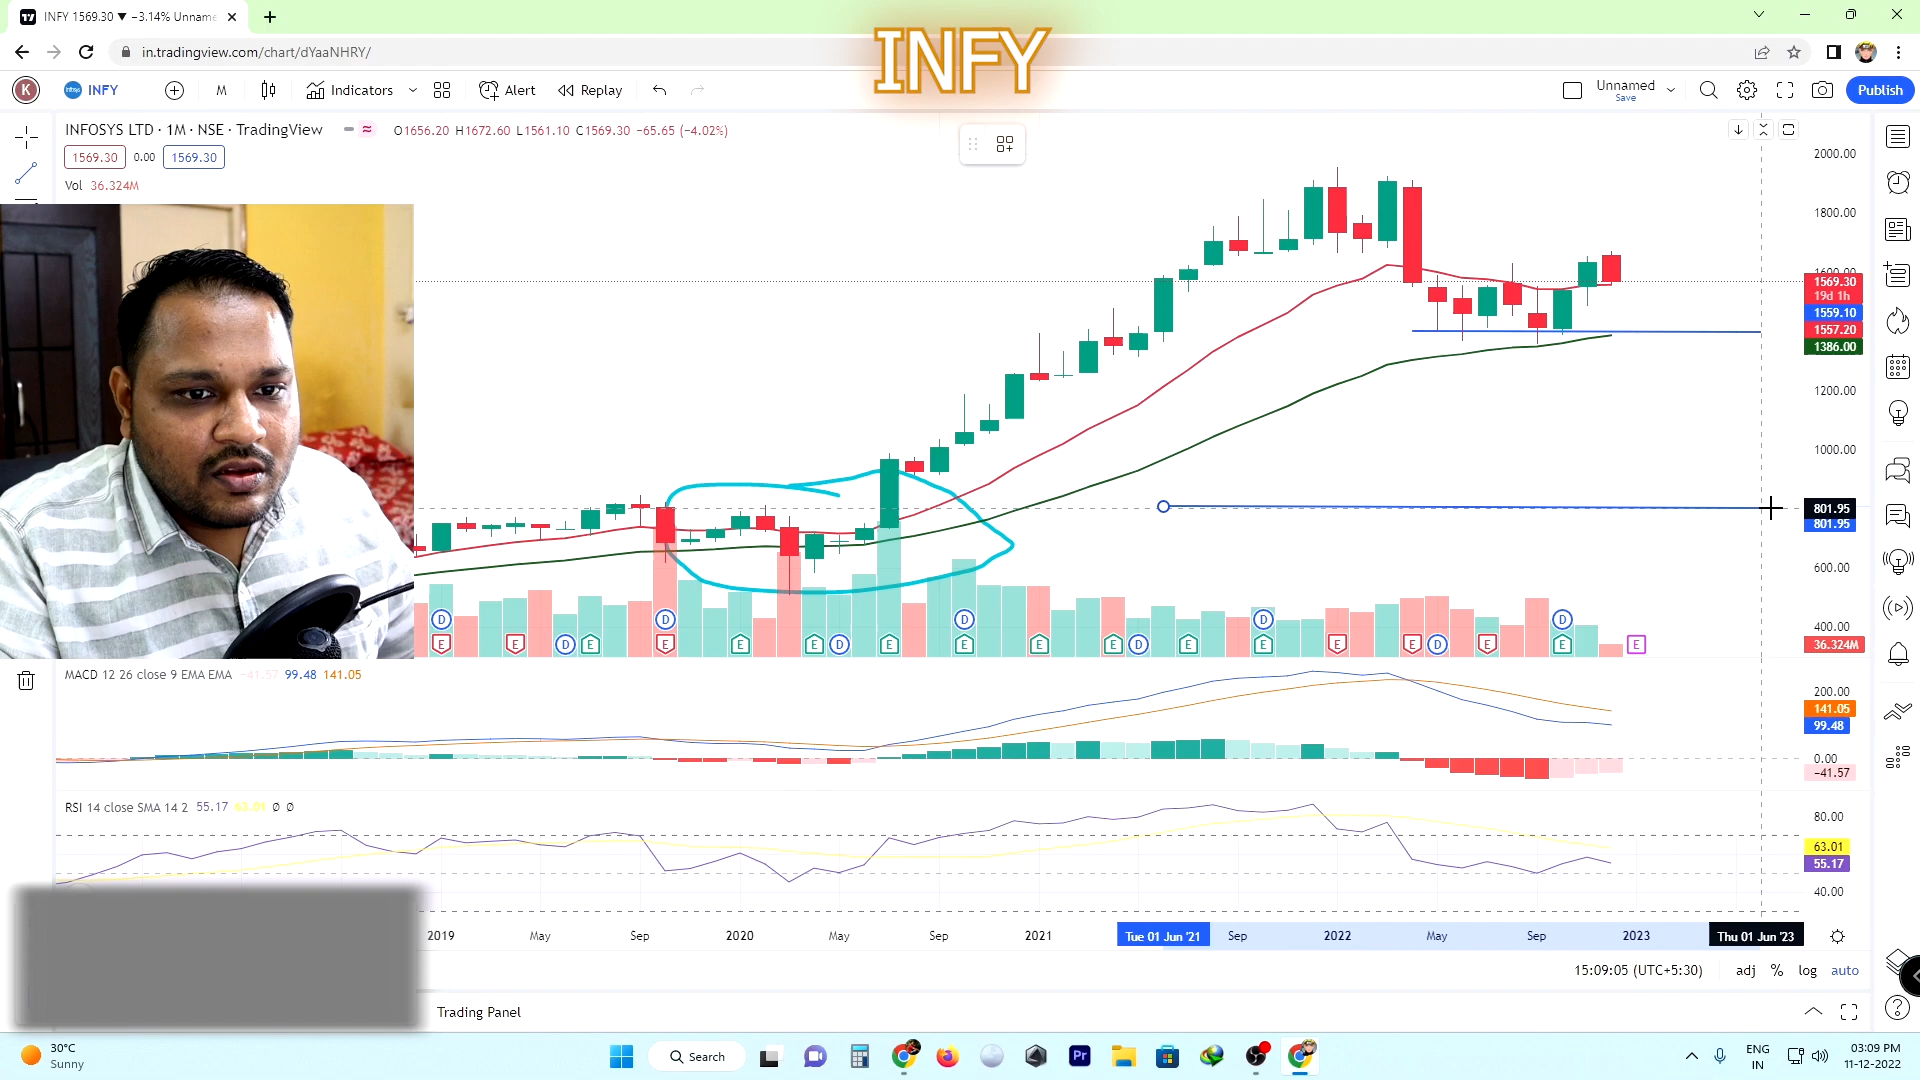 INFY 1569.30 ▼ −3.14% Unname
in.tradingview.com/chart/dYaaNHRY/
INFY
K
INFY
M
Indicators
Alert
Replay
Unnamed
Save
Publish
INFOSYS LTD · 1M · NSE · TradingView
O1656.20 H1672.60 L1561.10 C1569.30 −65.65 (−4.02%)
1569.30
0.00
1569.30
Vol 36.324M
2000.00
1800.00
1600.00
1569.30
19d 1h
1559.10
1557.20
1386.00
1200.00
1000.00
801.95
801.95
600.00
400.00
36.324M
D D D D D
E E D E E E E D E E E E D E E E E D E E E
MACD 12 26 close 9 EMA EMA −41.57 99.48 141.05
200.00
141.05
99.48
0.00
−41.57
RSI 14 close SMA 14 2 55.17 63.01 ∅ ∅
80.00
63.01
55.17
40.00
2019 May Sep 2020 May Sep 2021 Tue 01 Jun '21 Sep 2022 May Sep 2023 Thu 01 Jun '23
15:09:05 (UTC+5:30) adj % log auto
Trading Panel
30°C
Sunny
Search
Pr
ENG
IN
03:09 PM
11-12-2022